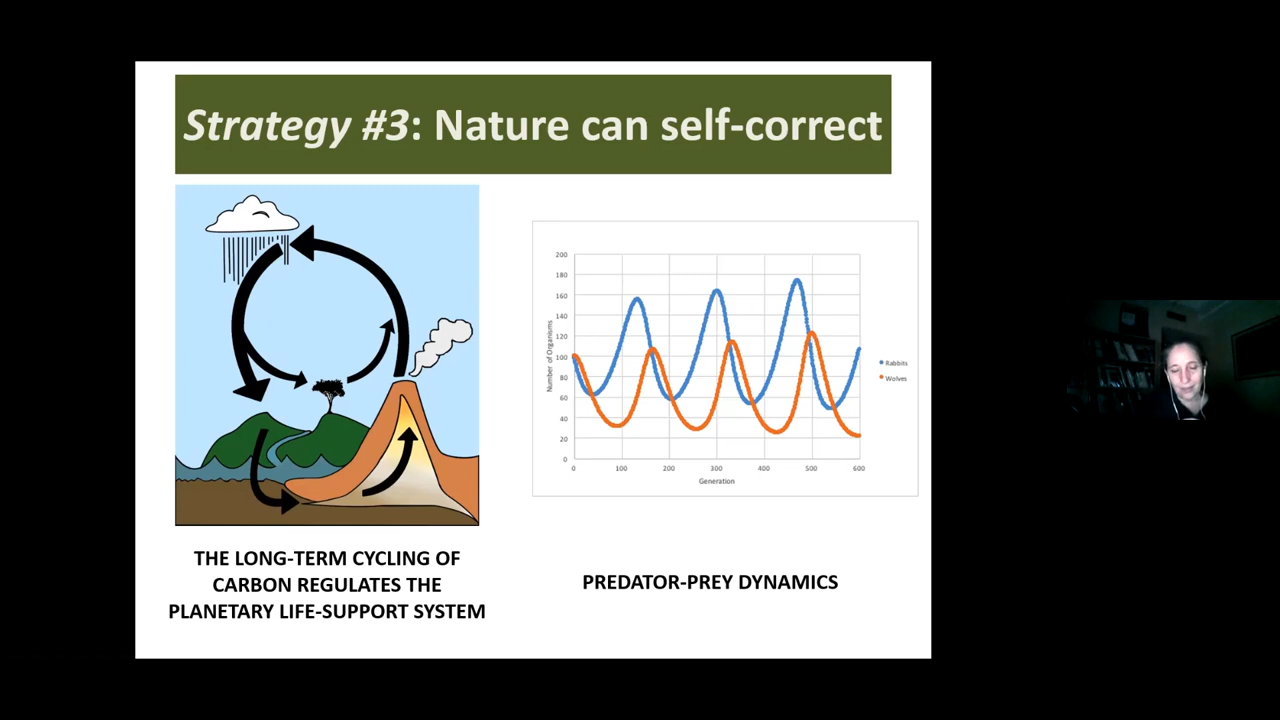 Strategy #3: Nature can self-correct
200
180
160
140
120
100
80
60
40
20
0
Number of Organisms
0 100 200 300 400 500 600
Generation
Rabbits
Wolves
THE LONG-TERM CYCLING OF
CARBON REGULATES THE
PLANETARY LIFE-SUPPORT SYSTEM
PREDATOR-PREY DYNAMICS